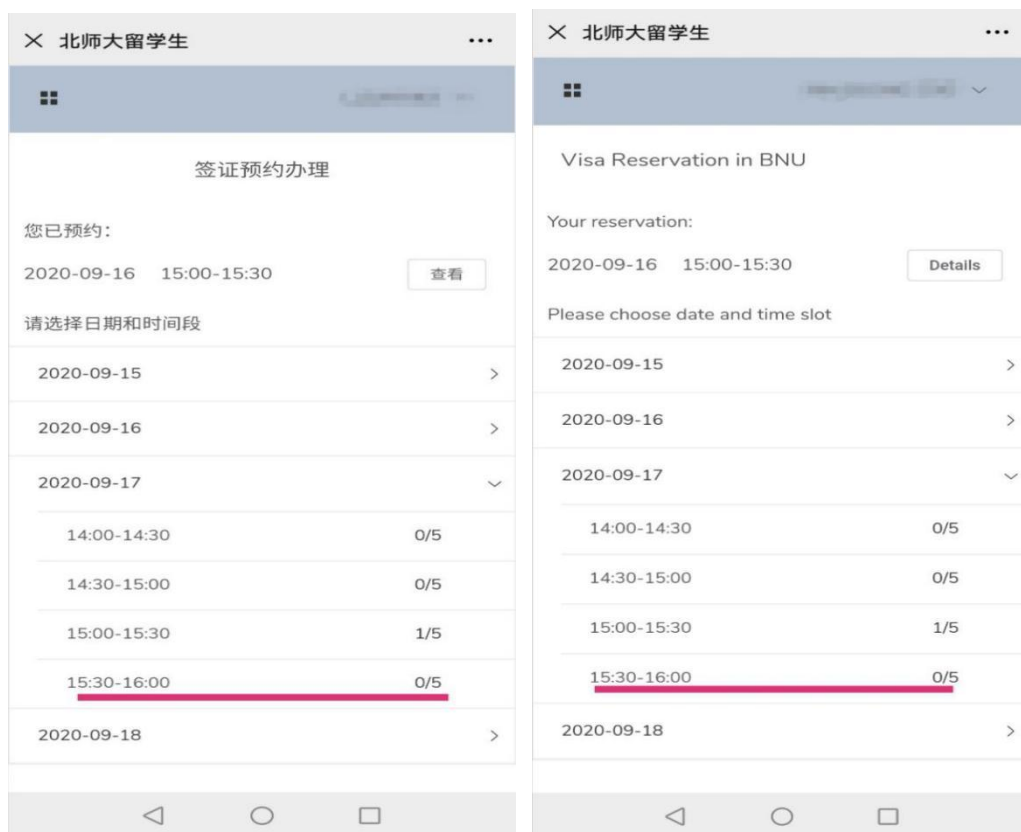 北师大留学生
签证预约办理
您已预约：
2020-09-16 15:00-15:30 查看
请选择日期和时间段
2020-09-15
2020-09-16
2020-09-17
14:00-14:30 0/5
14:30-15:00 0/5
15:00-15:30 1/5
15:30-16:00 0/5
2020-09-18
北师大留学生
Visa Reservation in BNU
Your reservation:
2020-09-16 15:00-15:30 Details
Please choose date and time slot
2020-09-15
2020-09-16
2020-09-17
14:00-14:30 0/5
14:30-15:00 0/5
15:00-15:30 1/5
15:30-16:00 0/5
2020-09-18